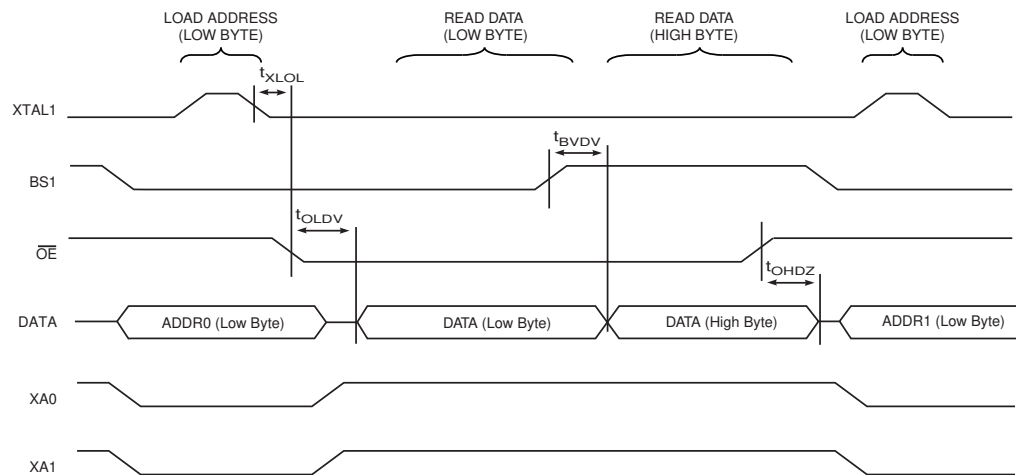 LOAD ADDRESS
(LOW BYTE)
READ DATA
(LOW BYTE)
READ DATA
(HIGH BYTE)
LOAD ADDRESS
(LOW BYTE)
tXLOL
XTAL1
tBVDV
BS1
tOLDV
OE
tOHDZ
DATA
ADDR0 (Low Byte)
DATA (Low Byte)
DATA (High Byte)
ADDR1 (Low Byte)
XA0
XA1